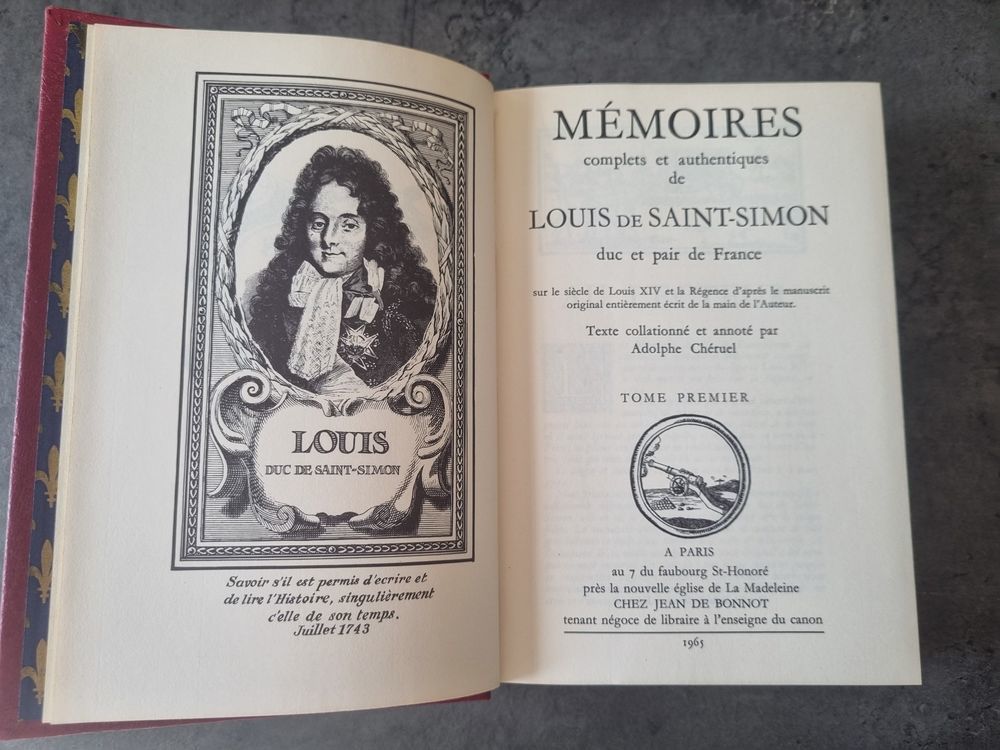 LOUIS
DUC DE SAINT-SIMON
Savoir s'il est permis d'ecrire et
de lire l'Histoire, singulièrement
c'elle de son temps.
Juillet 1743
MÉMOIRES
complets et authentiques
de
LOUIS DE SAINT-SIMON
duc et pair de France
sur le siècle de Louis XIV et la Régence d'après le manuscrit
original entièrement écrit de la main de l'Auteur.
Texte collationné et annoté par
Adolphe Chéruel
TOME PREMIER
A PARIS
au 7 du faubourg St-Honoré
près la nouvelle église de La Madeleine
CHEZ JEAN DE BONNOT
tenant négoce de libraire à l'enseigne du canon
1965